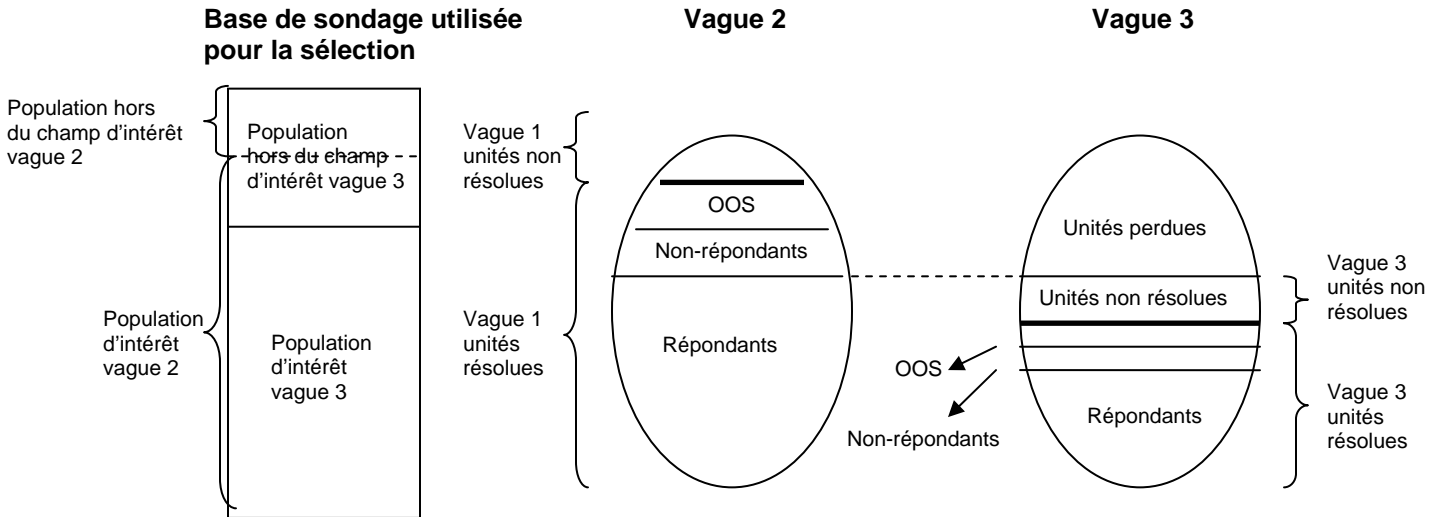 Base de sondage utilisée
pour la sélection
Vague 2
Vague 3
Population hors
du champ d'intérêt
vague 2
Population
hors du champ
d'intérêt vague 3
Population
d'intérêt
vague 2
Population
d'intérêt
vague 3
Vague 1
unités non
résolues
Vague 1
unités
résolues
OOS
Non-répondants
Répondants
Unités perdues
Unités non résolues
OOS
Non-répondants
Répondants
Vague 3
unités non
résolues
Vague 3
unités
résolues